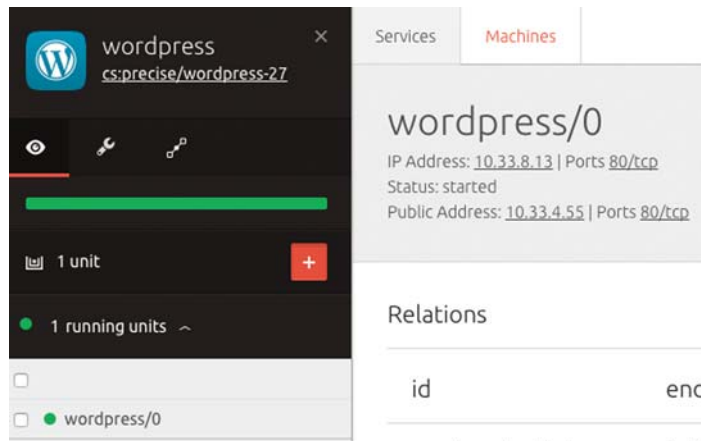 wordpress
cs:precise/wordpress-27
1 unit
+
1 running units
wordpress/0
Services
Machines
wordpress/0
IP Address: 10.33.8.13 | Ports 80/tcp
Status: started
Public Address: 10.33.4.55 | Ports 80/tcp
Relations
id